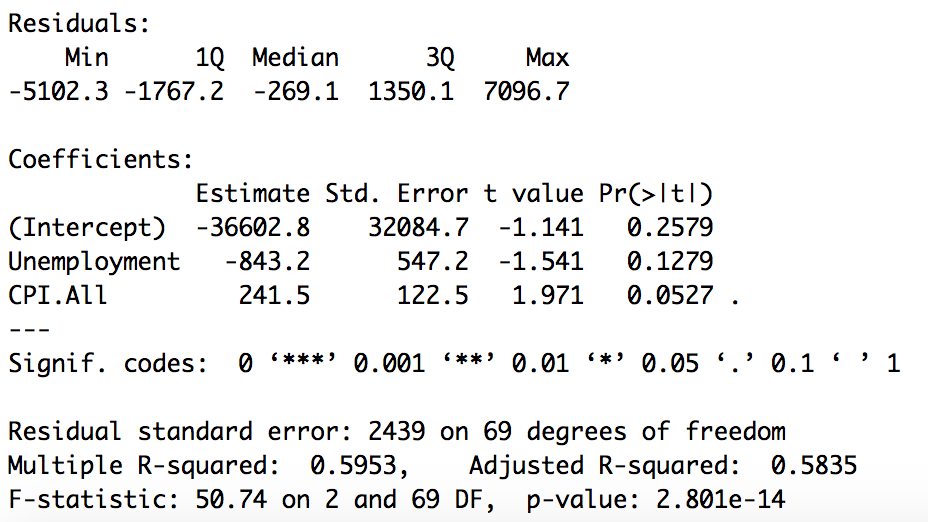 Residuals:
    Min      1Q  Median      3Q     Max
-5102.3 -1767.2  -269.1  1350.1  7096.7
Coefficients:
             Estimate Std. Error t value Pr(>|t|)
(Intercept)  -36602.8    32084.7  -1.141   0.2579
Unemployment   -843.2      547.2  -1.541   0.1279
CPI.All         241.5      122.5   1.971   0.0527 .
---
Signif. codes:  0 ‘***’ 0.001 ‘**’ 0.01 ‘*’ 0.05 ‘.’ 0.1 ‘ ’ 1
Residual standard error: 2439 on 69 degrees of freedom
Multiple R-squared:  0.5953,    Adjusted R-squared:  0.5835
F-statistic: 50.74 on 2 and 69 DF,  p-value: 2.801e-14